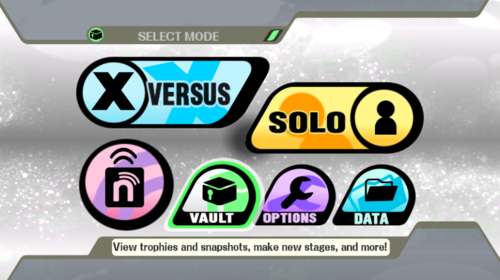 SELECT MODE
X VERSUS
SOLO
n
VAULT
OPTIONS
DATA
View trophies and snapshots, make new stages, and more!